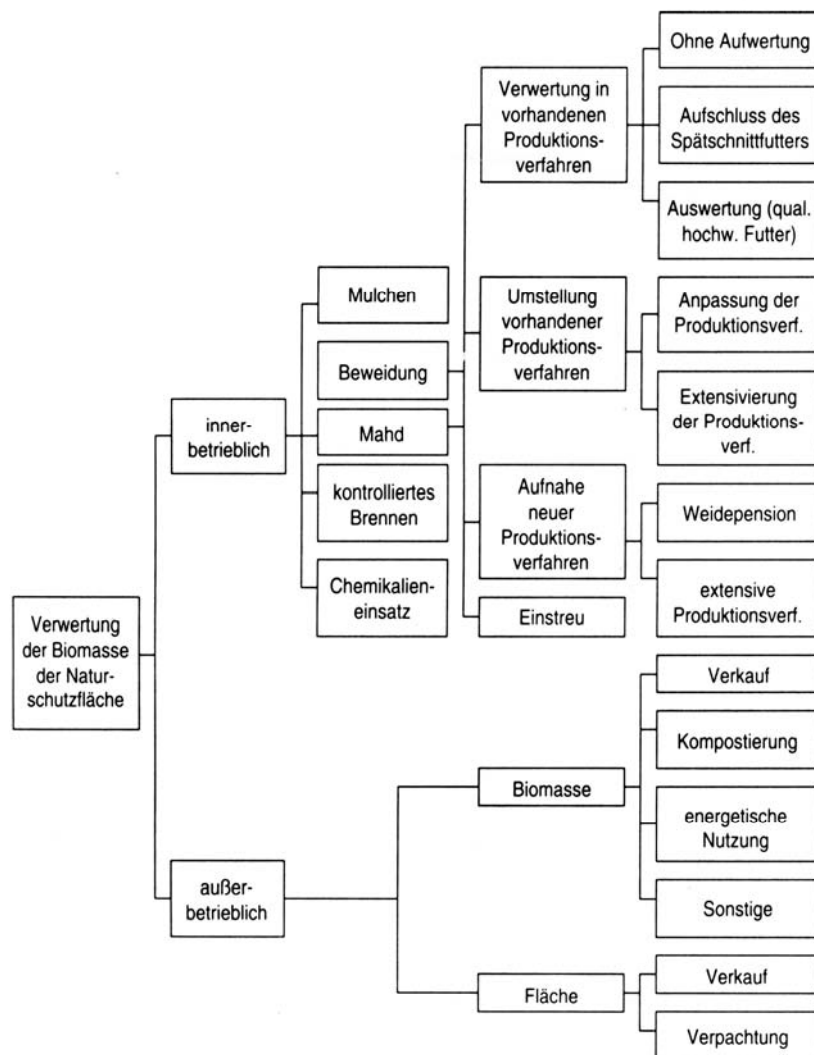 Verwertung
der Biomasse
der Natur-
schutzfläche
inner-
betrieblich
Mulchen
Beweidung
Mahd
kontrolliertes
Brennen
Chemikalien-
einsatz
Verwertung in
vorhandenen
Produktions-
verfahren
Ohne Aufwertung
Aufschluss des
Spätschnittfutters
Auswertung (qual.
hochw. Futter)
Umstellung
vorhandener
Produktions-
verfahren
Anpassung der
Produktionsverf.
Extensivierung
der Produktions-
verf.
Aufnahe
neuer
Produktions-
verfahren
Weidepension
extensive
Produktionsverf.
Einstreu
außer-
betrieblich
Biomasse
Verkauf
Kompostierung
energetische
Nutzung
Sonstige
Fläche
Verkauf
Verpachtung